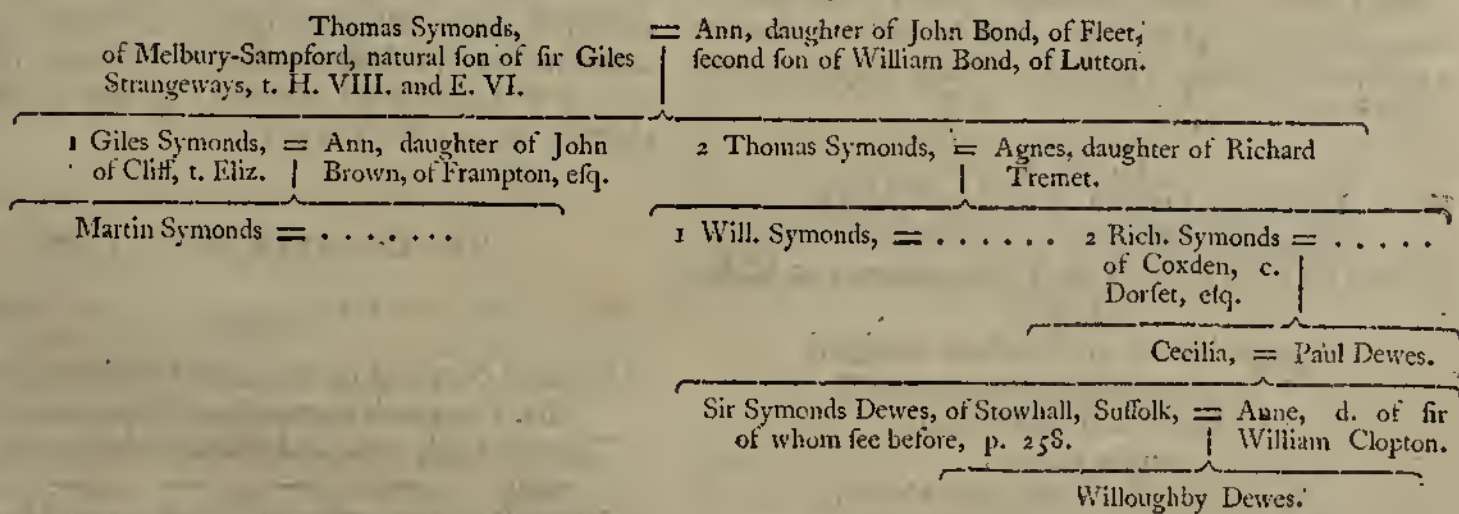 Thomas Symonds, = Ann, daughter of John Bond, of Fleet,
of Melbury-Sampford, natural ſon of ſir Giles ſecond ſon of William Bond, of Lutton.
Strangeways, t. H. VIII. and E. VI.
1 Giles Symonds, = Ann, daughter of John 2 Thomas Symonds, = Agnes, daughter of Richard
of Cliff, t. Eliz. Brown, of Frampton, eſq. Tremet.
Martin Symonds = . . . . . . . 1 Will. Symonds, = . . . . . . 2 Rich. Symonds = . . . . .
of Coxden, c.
Dorſet, eſq.
Cecilia, = Paul Dewes.
Sir Symonds Dewes, of Stowhall, Suffolk, = Anne, d. of ſir
of whom ſee before, p. 258. William Clopton.
Willoughby Dewes.